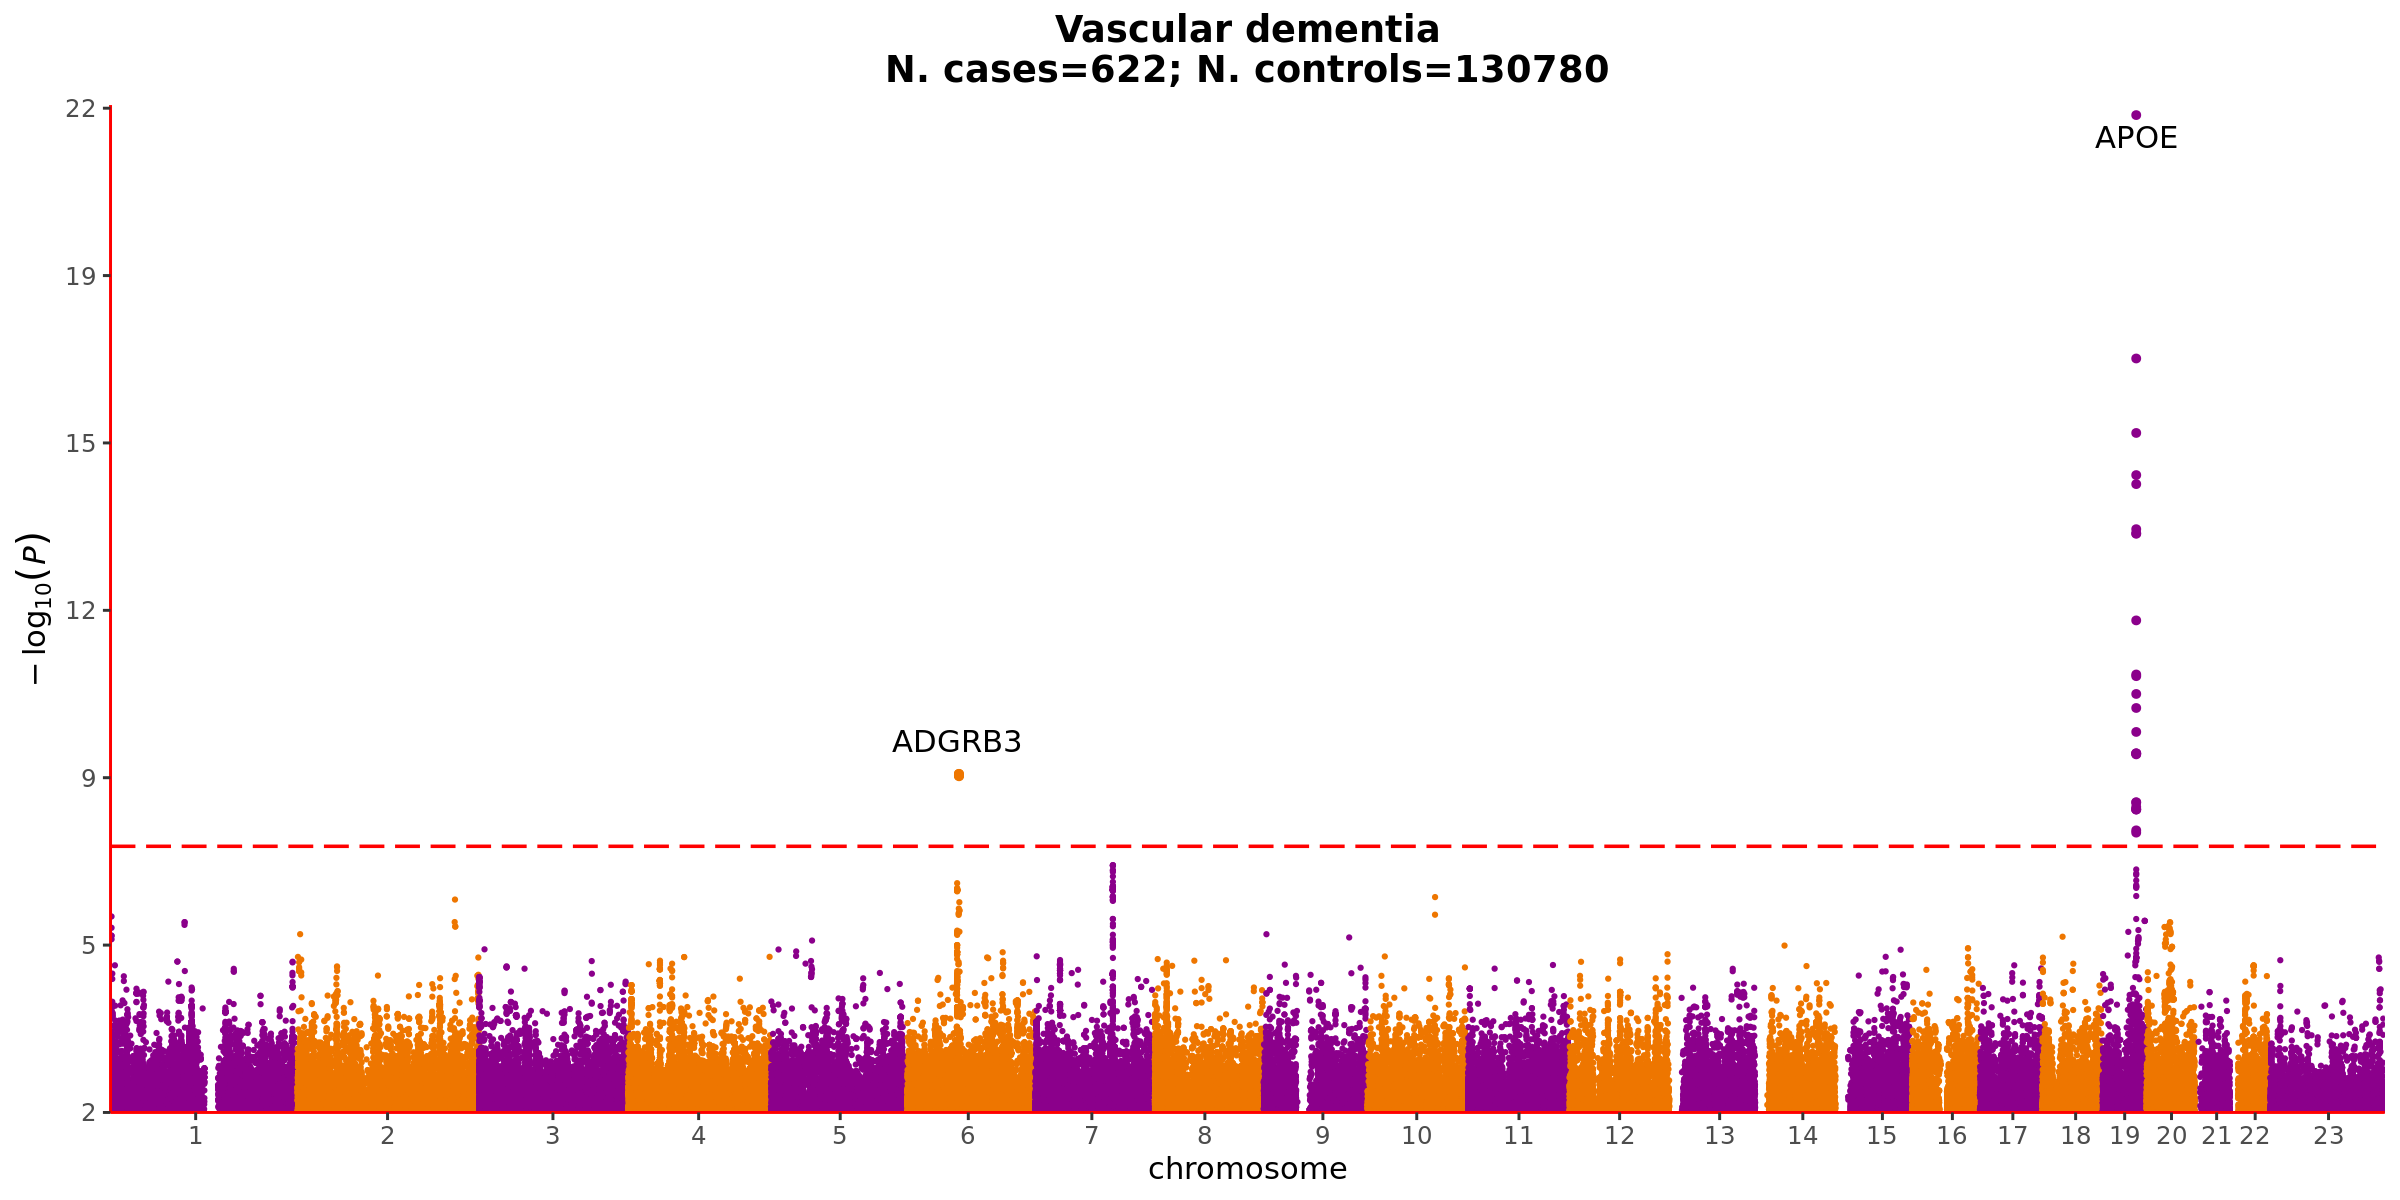 Vascular dementia
N. cases=622; N. controls=130780
22
19
15
12
9
5
2
− log10(P)
APOE
ADGRB3
1 2 3 4 5 6 7 8 9 10 11 12 13 14 15 16 17 18 19 20 21 22 23
chromosome